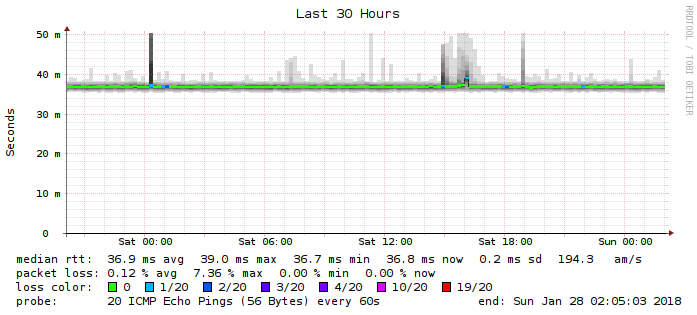 Last 30 Hours
RRDTOOL / TOBI OETIKER
Seconds
50 m
40 m
30 m
20 m
10 m
0
Sat 00:00 Sat 06:00 Sat 12:00 Sat 18:00 Sun 00:00
median rtt: 36.9 ms avg 39.0 ms max 36.7 ms min 36.8 ms now 0.2 ms sd 194.3 am/s
packet loss: 0.12 % avg 7.36 % max 0.00 % min 0.00 % now
loss color: 0 1/20 2/20 3/20 4/20 10/20 19/20
probe: 20 ICMP Echo Pings (56 Bytes) every 60s end: Sun Jan 28 02:05:03 2018